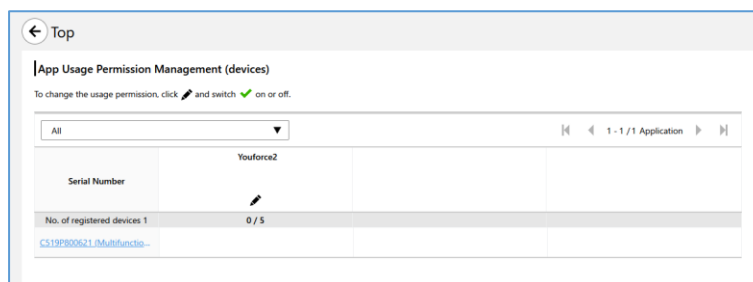 Top
App Usage Permission Management (devices)
To change the usage permission, click and switch on or off.
All
1 - 1 / 1 Application
Youforce2
Serial Number
No. of registered devices 1 0 / 5
C519P800621 (Multifunctio...